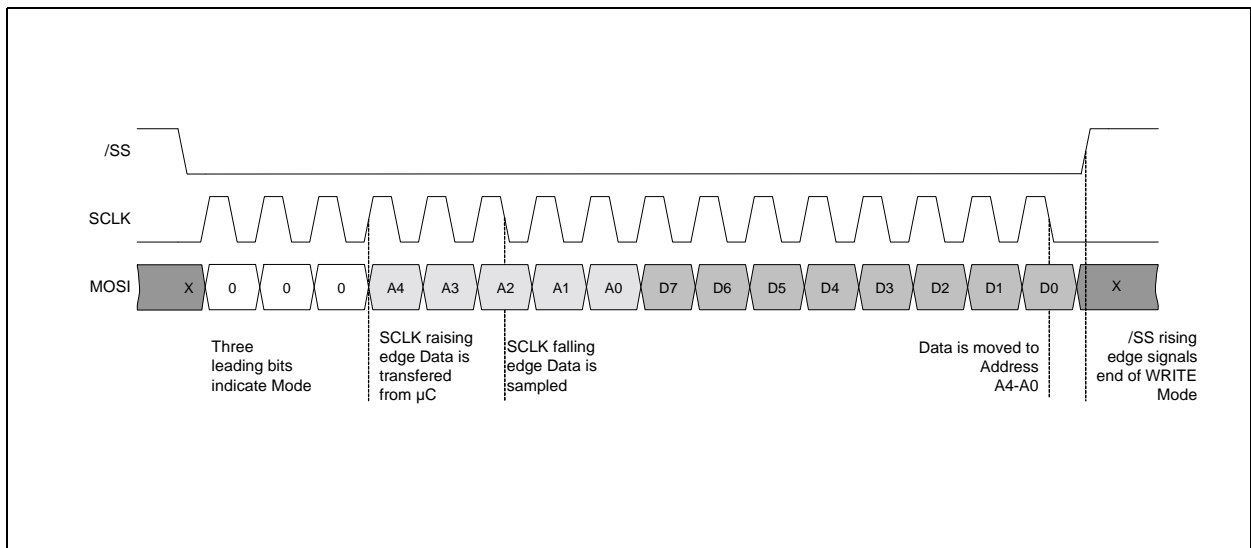 /SS
SCLK
MOSI
X 0 0 0 A4 A3 A2 A1 A0 D7 D6 D5 D4 D3 D2 D1 D0 X
Three
leading bits
indicate Mode
SCLK raising
edge Data is
transfered
from µC
SCLK falling
edge Data is
sampled
Data is moved to
Address
A4-A0
/SS rising
edge signals
end of WRITE
Mode